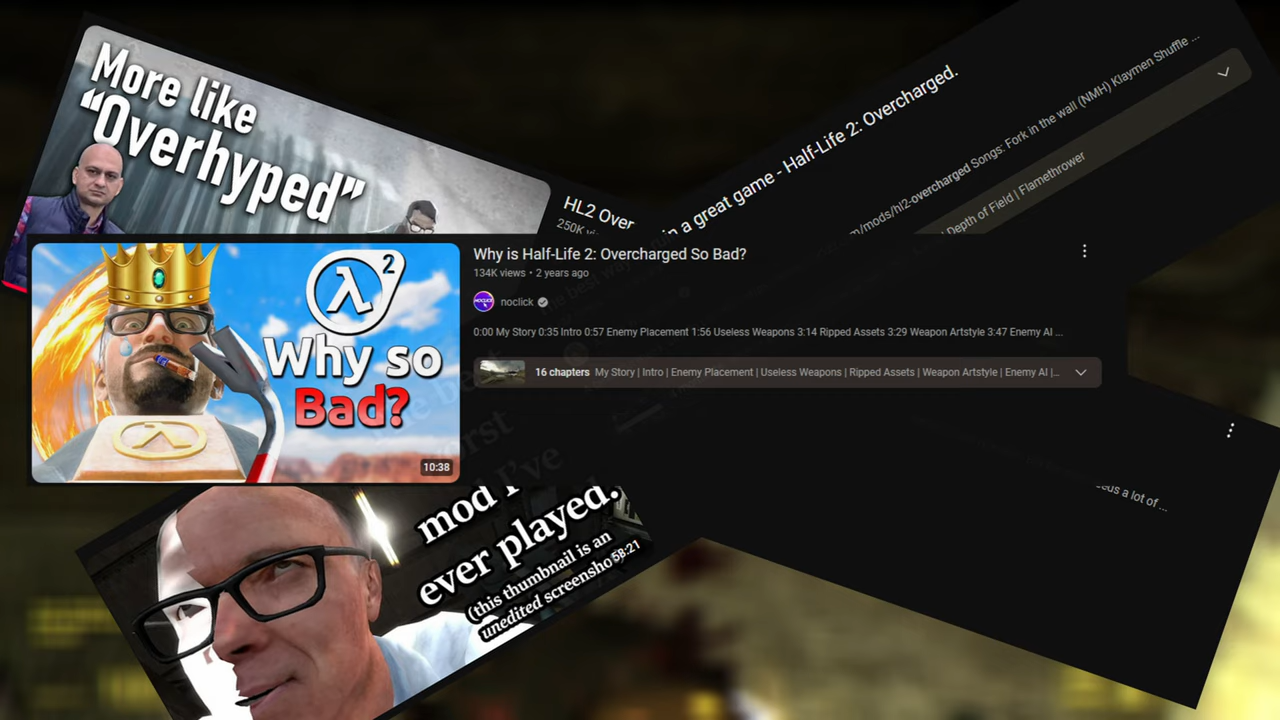 More like
“Overhyped”
HL2 Over
250K
in a great game - Half-Life 2: Overcharged.
/mods/hl2-overcharged Songs: Fork in the wall (NMH) Klaymen Shuffle ...
Depth of Field | Flamethrower
2
Why so
Bad?
10:38
Why is Half-Life 2: Overcharged So Bad?
134K views • 2 years ago
NOCLICK
noclick
0:00 My Story 0:35 Intro 0:57 Enemy Placement 1:56 Useless Weapons 3:14 Ripped Assets 3:29 Weapon Artstyle 3:47 Enemy AI ...
16 chapters My Story | Intro | Enemy Placement | Useless Weapons | Ripped Assets | Weapon Artstyle | Enemy AI |...
a lot of ...
mod I’ve
ever played.
(this thumbnail is an
unedited screenshot)
58:21